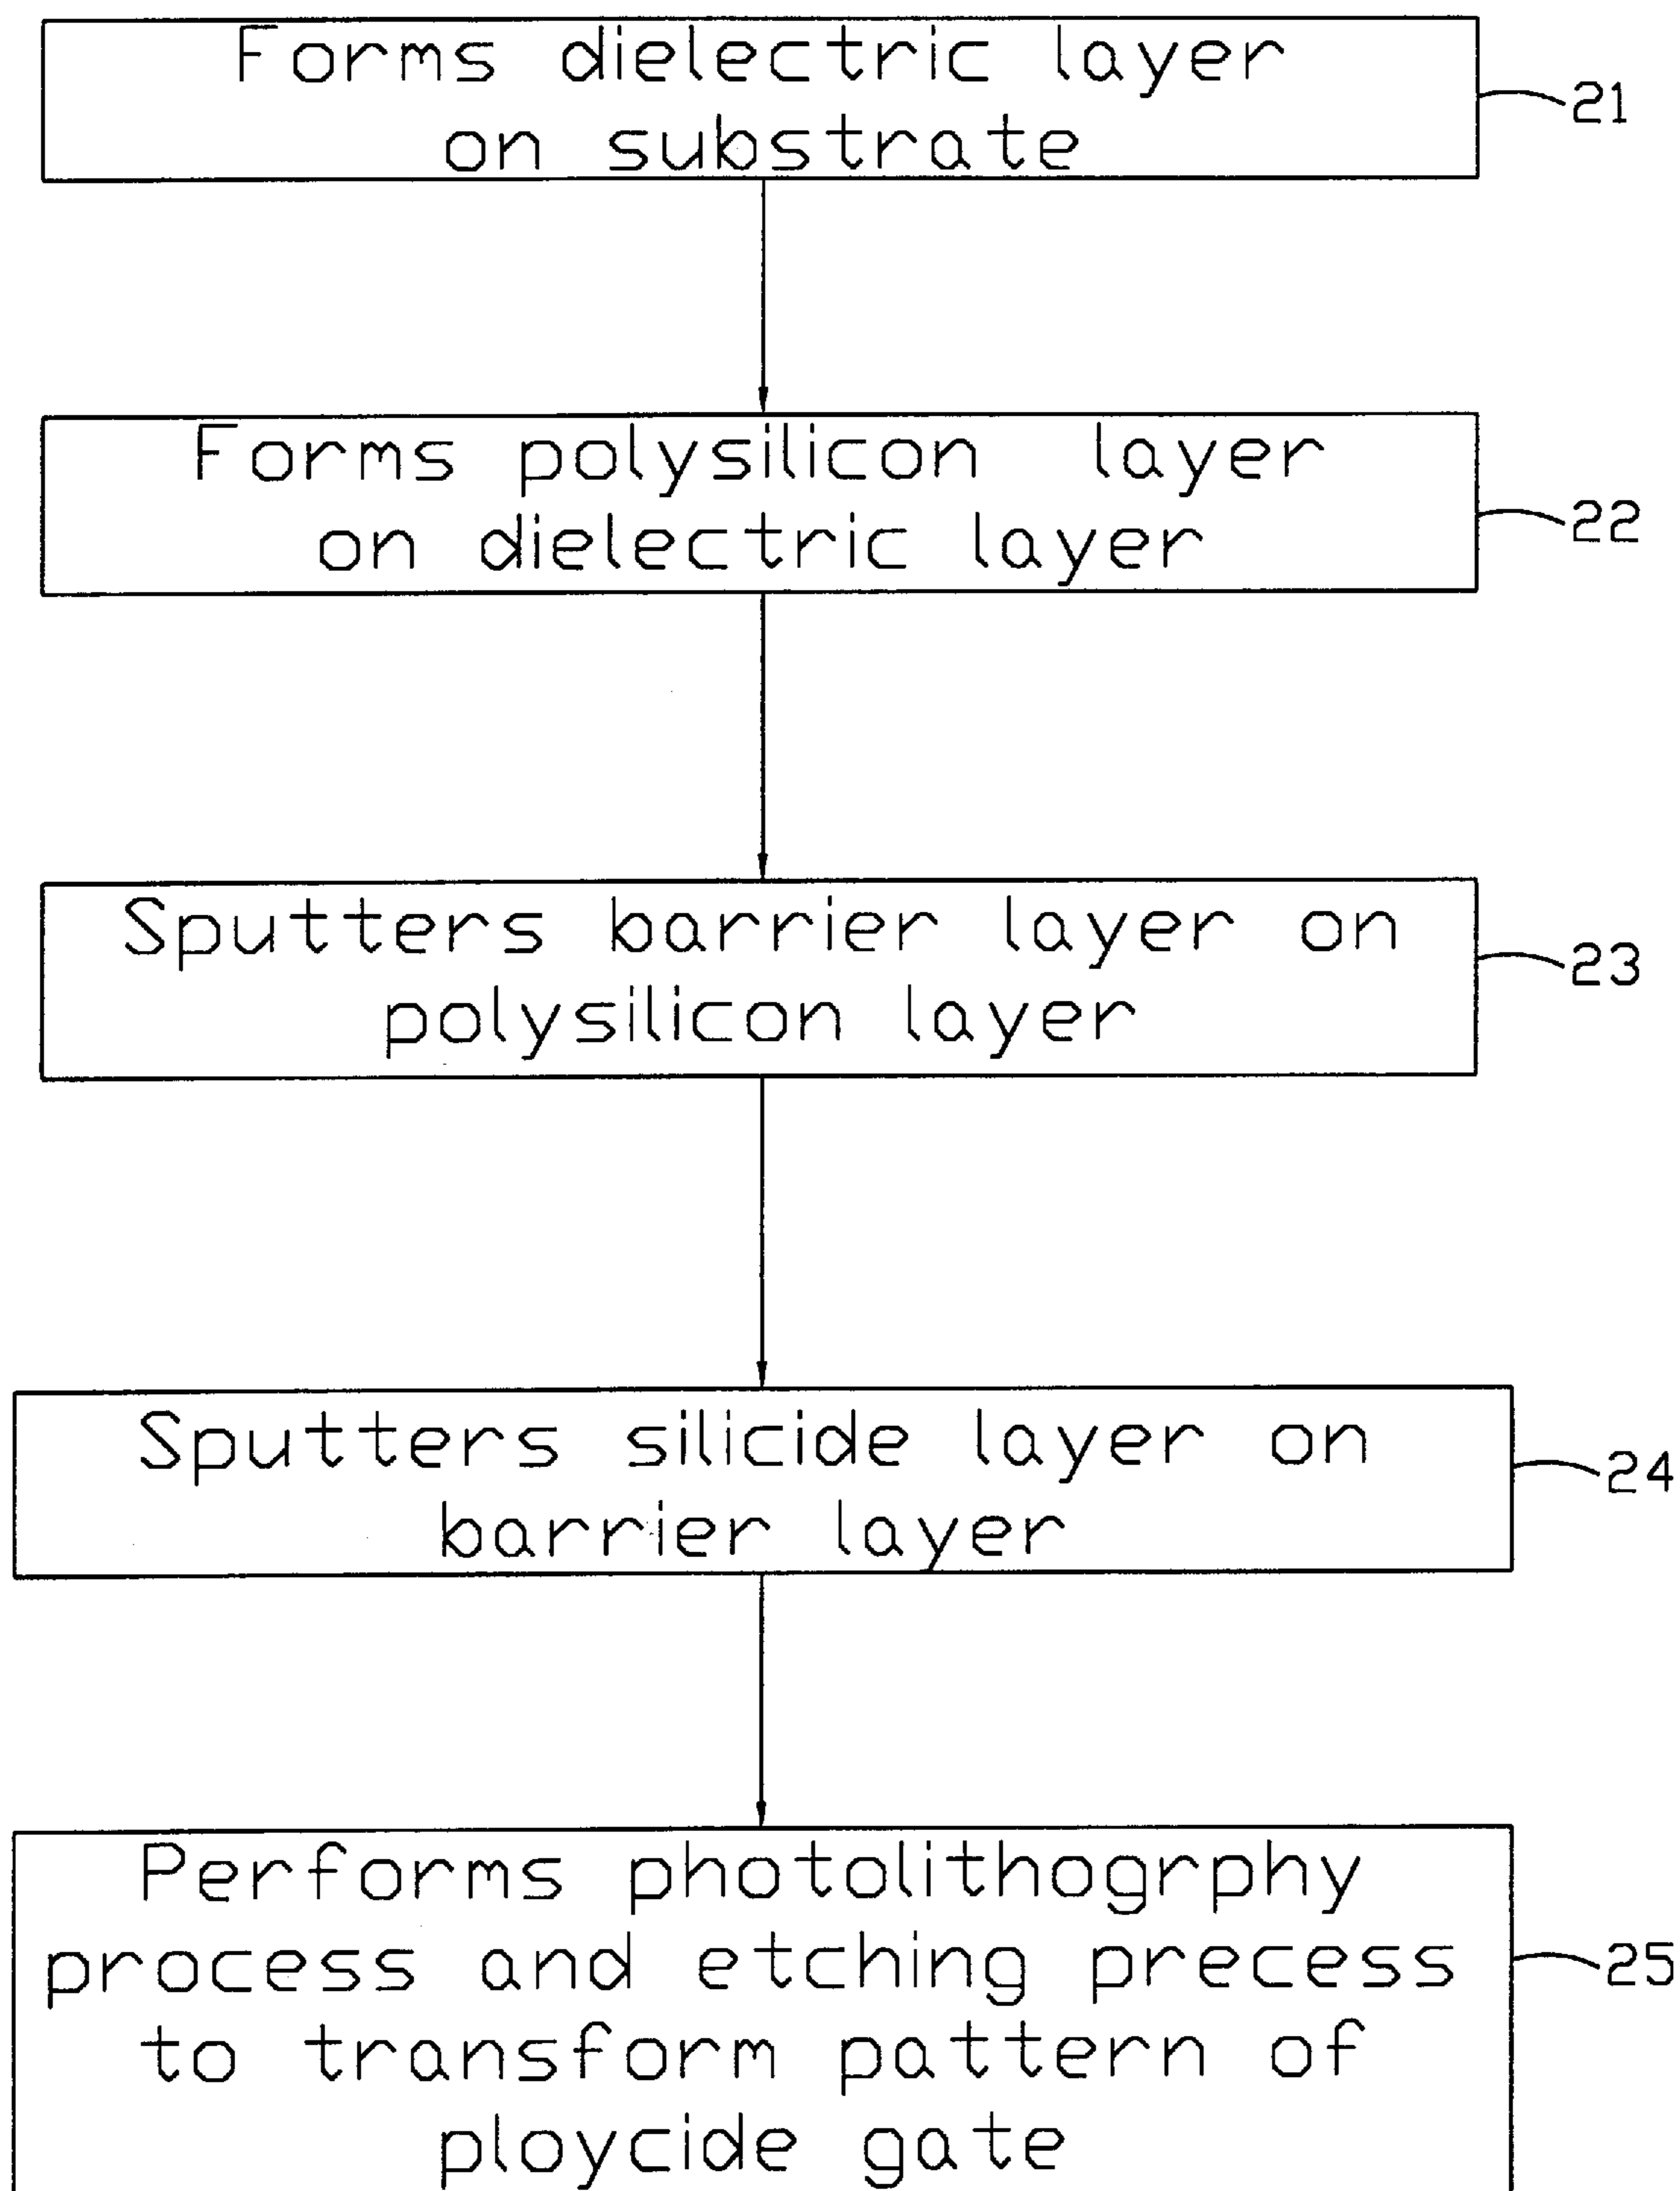 Forms dielectric layer
on substrate
21
Forms polysilicon layer
on dielectric layer
22
Sputters barrier layer on
polysilicon layer
23
Sputters silicide layer on
barrier layer
24
Performs photolithogrphy
process and etching precess
to transform pattern of
ploycide gate
25